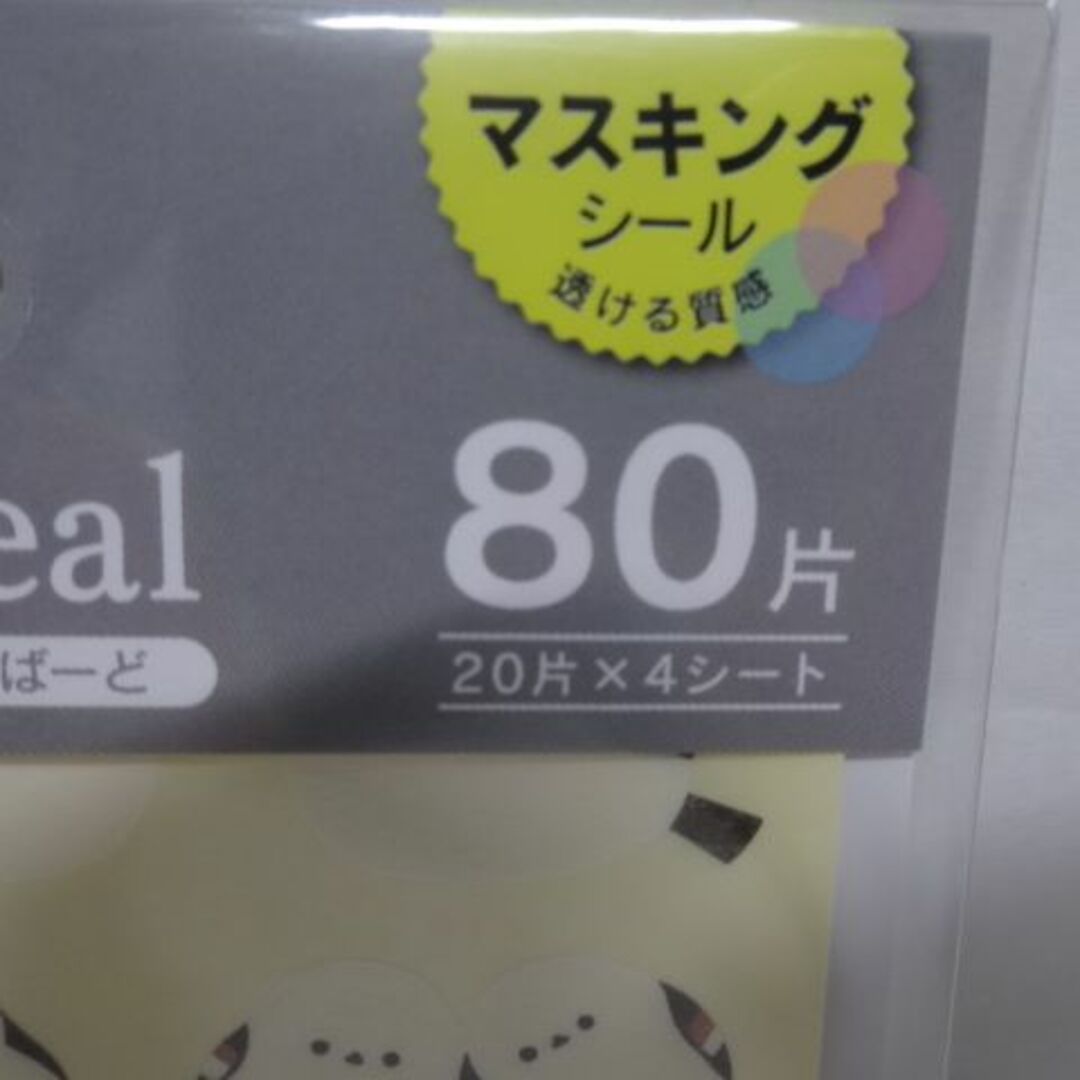 マスキング
シール
透ける質感
80片
eal
ばーど
20片×4シート